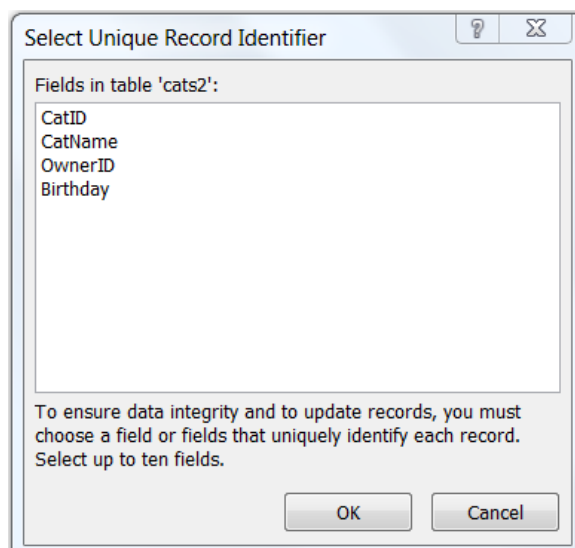 Select Unique Record Identifier
Fields in table 'cats2':
CatID
CatName
OwnerID
Birthday
To ensure data integrity and to update records, you must
choose a field or fields that uniquely identify each record.
Select up to ten fields.
OK
Cancel